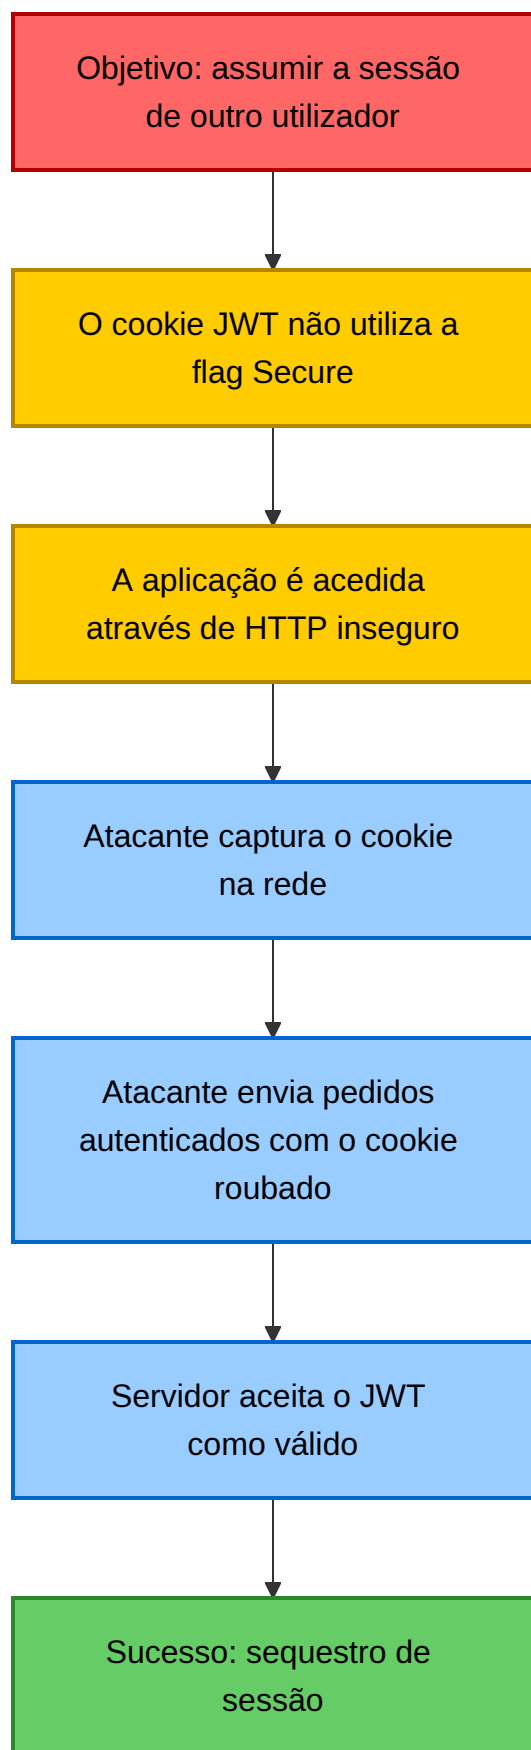 Objetivo: assumir a sessão
de outro utilizador
O cookie JWT não utiliza a
flag Secure
A aplicação é acedida
através de HTTP inseguro
Atacante captura o cookie
na rede
Atacante envia pedidos
autenticados com o cookie
roubado
Servidor aceita o JWT
como válido
Sucesso: sequestro de
sessão